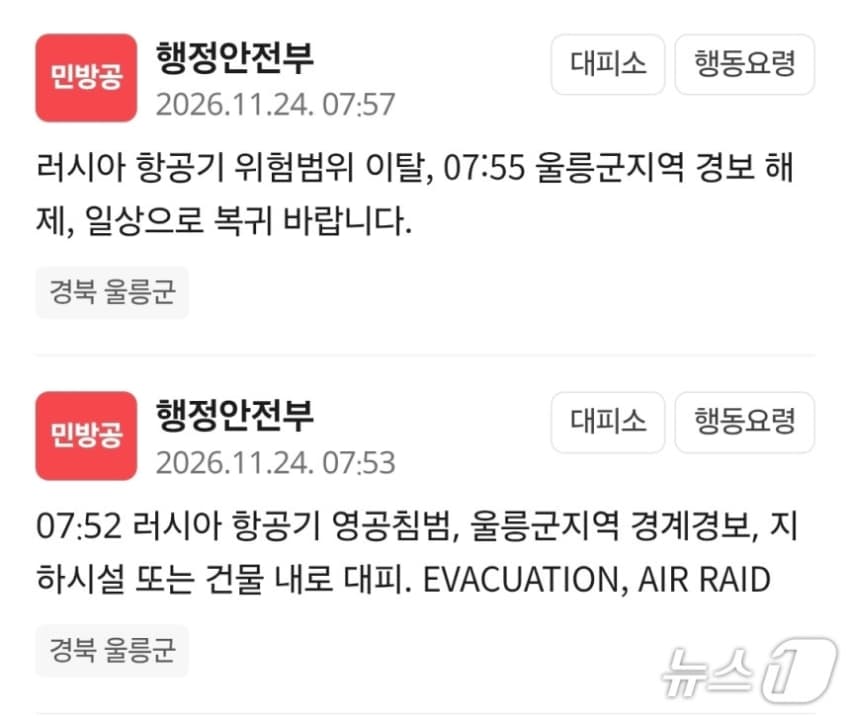 민방공
행정안전부
2026.11.24. 07:57
대피소
행동요령
러시아 항공기 위험범위 이탈, 07:55 울릉군지역 경보 해
제, 일상으로 복귀 바랍니다.
경북 울릉군
민방공
행정안전부
2026.11.24. 07:53
대피소
행동요령
07:52 러시아 항공기 영공침범, 울릉군지역 경계경보, 지
하시설 또는 건물 내로 대피. EVACUATION, AIR RAID
경북 울릉군
뉴스1